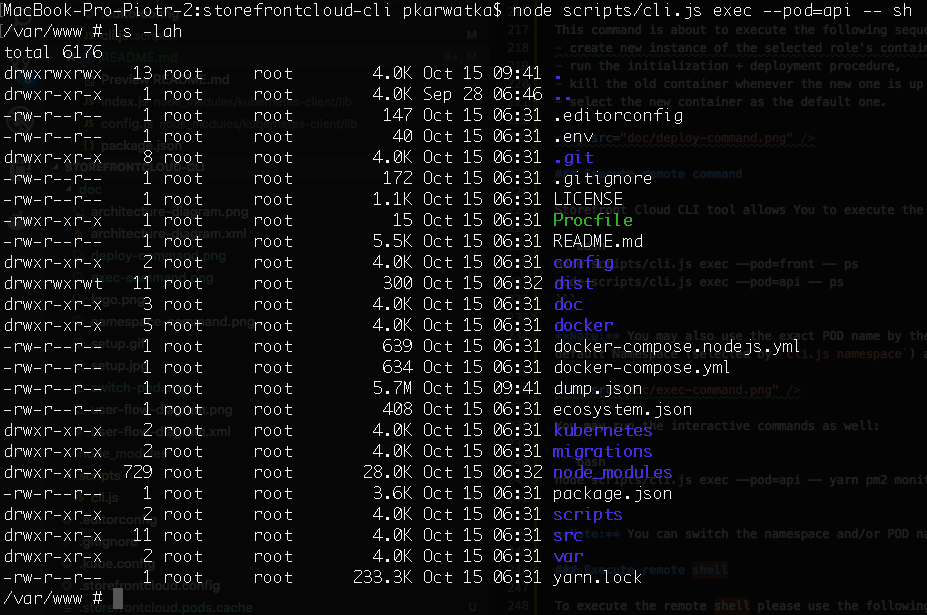 [MacBook-Pro-Piotr-2:storefrontcloud-cli pkarwatka$ node scripts/cli.js exec --pod=api -- sh
/var/www # ls -lah
total 6176
drwxrwxrwx 13 root root 4.0K Oct 15 09:41 .
drwxr-xr-x 1 root root 4.0K Sep 28 06:46 ..
-rw-r--r-- 1 root root 147 Oct 15 06:31 .editorconfig
-rw-r--r-- 1 root root 40 Oct 15 06:31 .env
drwxr-xr-x 8 root root 4.0K Oct 15 06:31 .git
-rw-r--r-- 1 root root 172 Oct 15 06:31 .gitignore
-rw-r--r-- 1 root root 1.1K Oct 15 06:31 LICENSE
-rwxr-xr-x 1 root root 15 Oct 15 06:31 Procfile
-rw-r--r-- 1 root root 5.5K Oct 15 06:31 README.md
drwxr-xr-x 2 root root 4.0K Oct 15 06:31 config
drwxrwxrwt 11 root root 300 Oct 15 06:32 dist
drwxr-xr-x 3 root root 4.0K Oct 15 06:31 doc
drwxr-xr-x 5 root root 4.0K Oct 15 06:31 docker
-rw-r--r-- 1 root root 639 Oct 15 06:31 docker-compose.nodejs.yml
-rw-r--r-- 1 root root 634 Oct 15 06:31 docker-compose.yml
-rw-r--r-- 1 root root 5.7M Oct 15 09:41 dump.json
-rw-r--r-- 1 root root 408 Oct 15 06:31 ecosystem.json
drwxr-xr-x 2 root root 4.0K Oct 15 06:31 kubernetes
drwxr-xr-x 2 root root 4.0K Oct 15 06:31 migrations
drwxr-xr-x 729 root root 28.0K Oct 15 06:32 node_modules
-rw-r--r-- 1 root root 3.6K Oct 15 06:31 package.json
drwxr-xr-x 2 root root 4.0K Oct 15 06:31 scripts
drwxr-xr-x 11 root root 4.0K Oct 15 06:31 src
drwxr-xr-x 2 root root 4.0K Oct 15 06:31 var
-rw-r--r-- 1 root root 233.3K Oct 15 06:31 yarn.lock
/var/www #